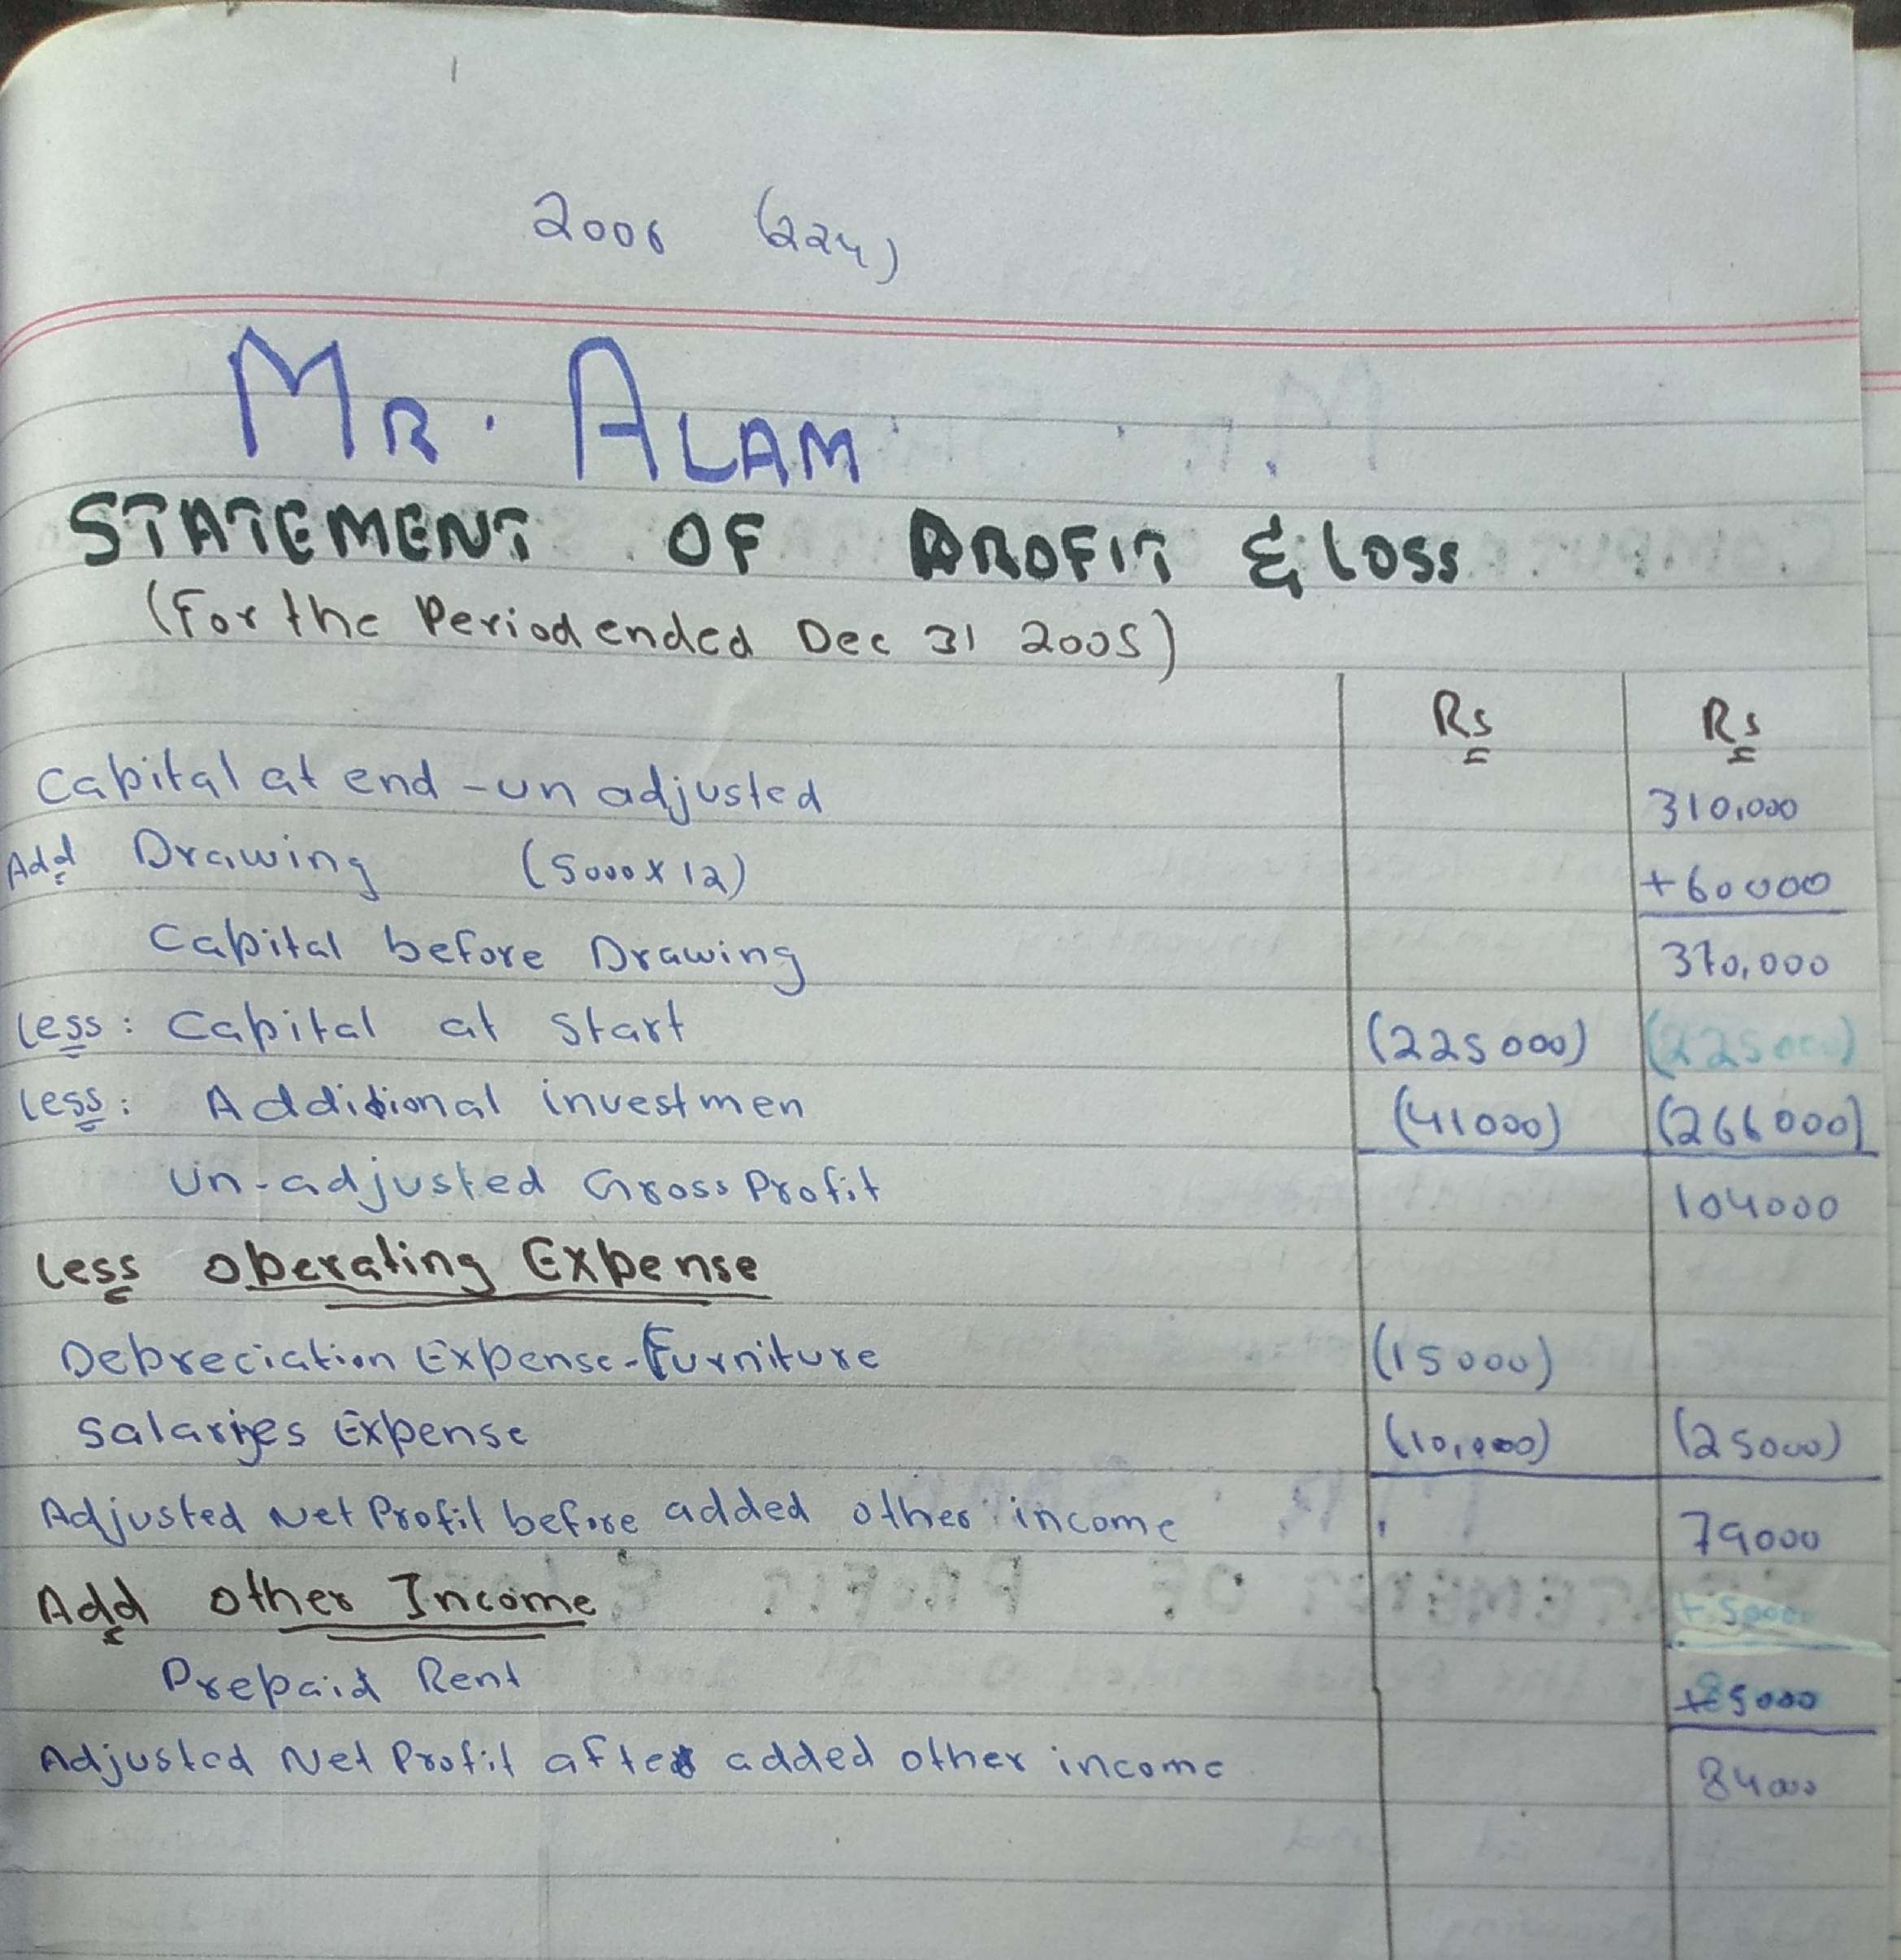 2006 (224)
MR. ALAM
STATEMENT OF PROFIT & LOSS
(For the Period ended Dec 31 2005)
Rs Rs
Capital at end - un adjusted 310,000
Add Drawing (5000 x 12) +60000
Capital before Drawing 370,000
Less: Capital at Start (225000) (225000)
Less: Additional investmen (41000) (266000)
Un-adjusted Gross Profit 104000
Less Operating Expense
Depreciation Expense-Furniture (15000)
Salaries Expense (10,000) (25000)
Adjusted Net Profit before added other income 79000
Add Other Income +5000
Prepaid Rent +5000
Adjusted Net Profit after added other income 84000